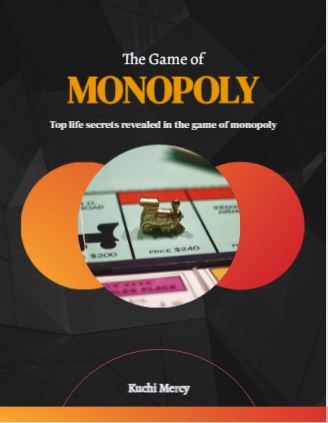 The Game of
MONOPOLY
Top life secrets revealed in the game of monopoly
PRICE $240
$200
Kuchi Mercy